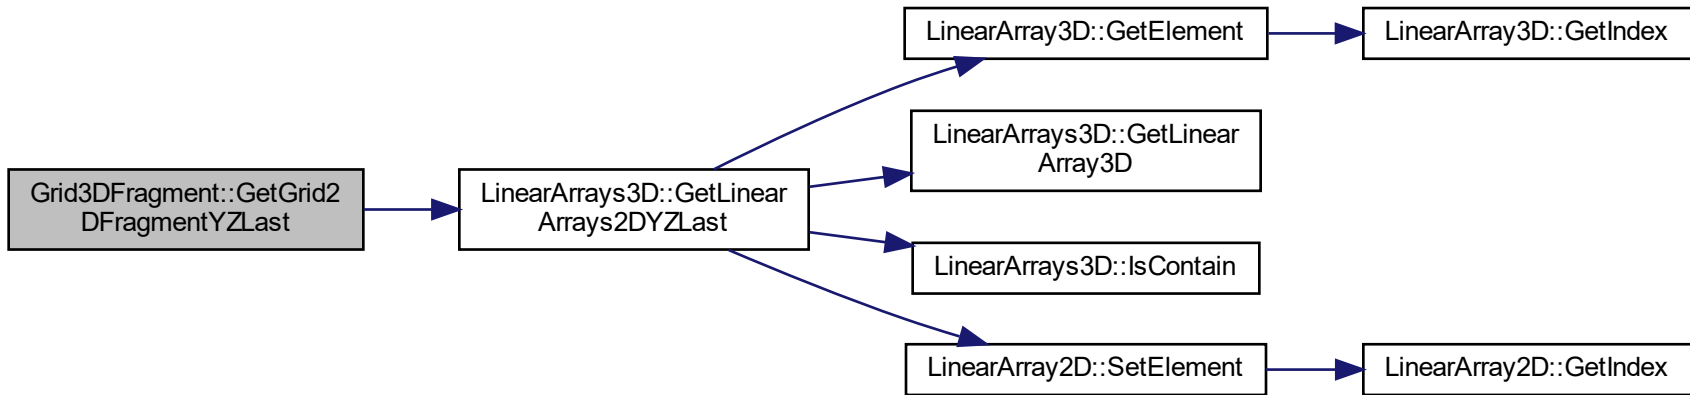 Grid3DFragment::GetGrid2
DFragmentYZLast
LinearArrays3D::GetLinear
Arrays2DYZLast
LinearArray3D::GetElement
LinearArray3D::GetIndex
LinearArrays3D::GetLinear
Array3D
LinearArrays3D::IsContain
LinearArray2D::SetElement
LinearArray2D::GetIndex